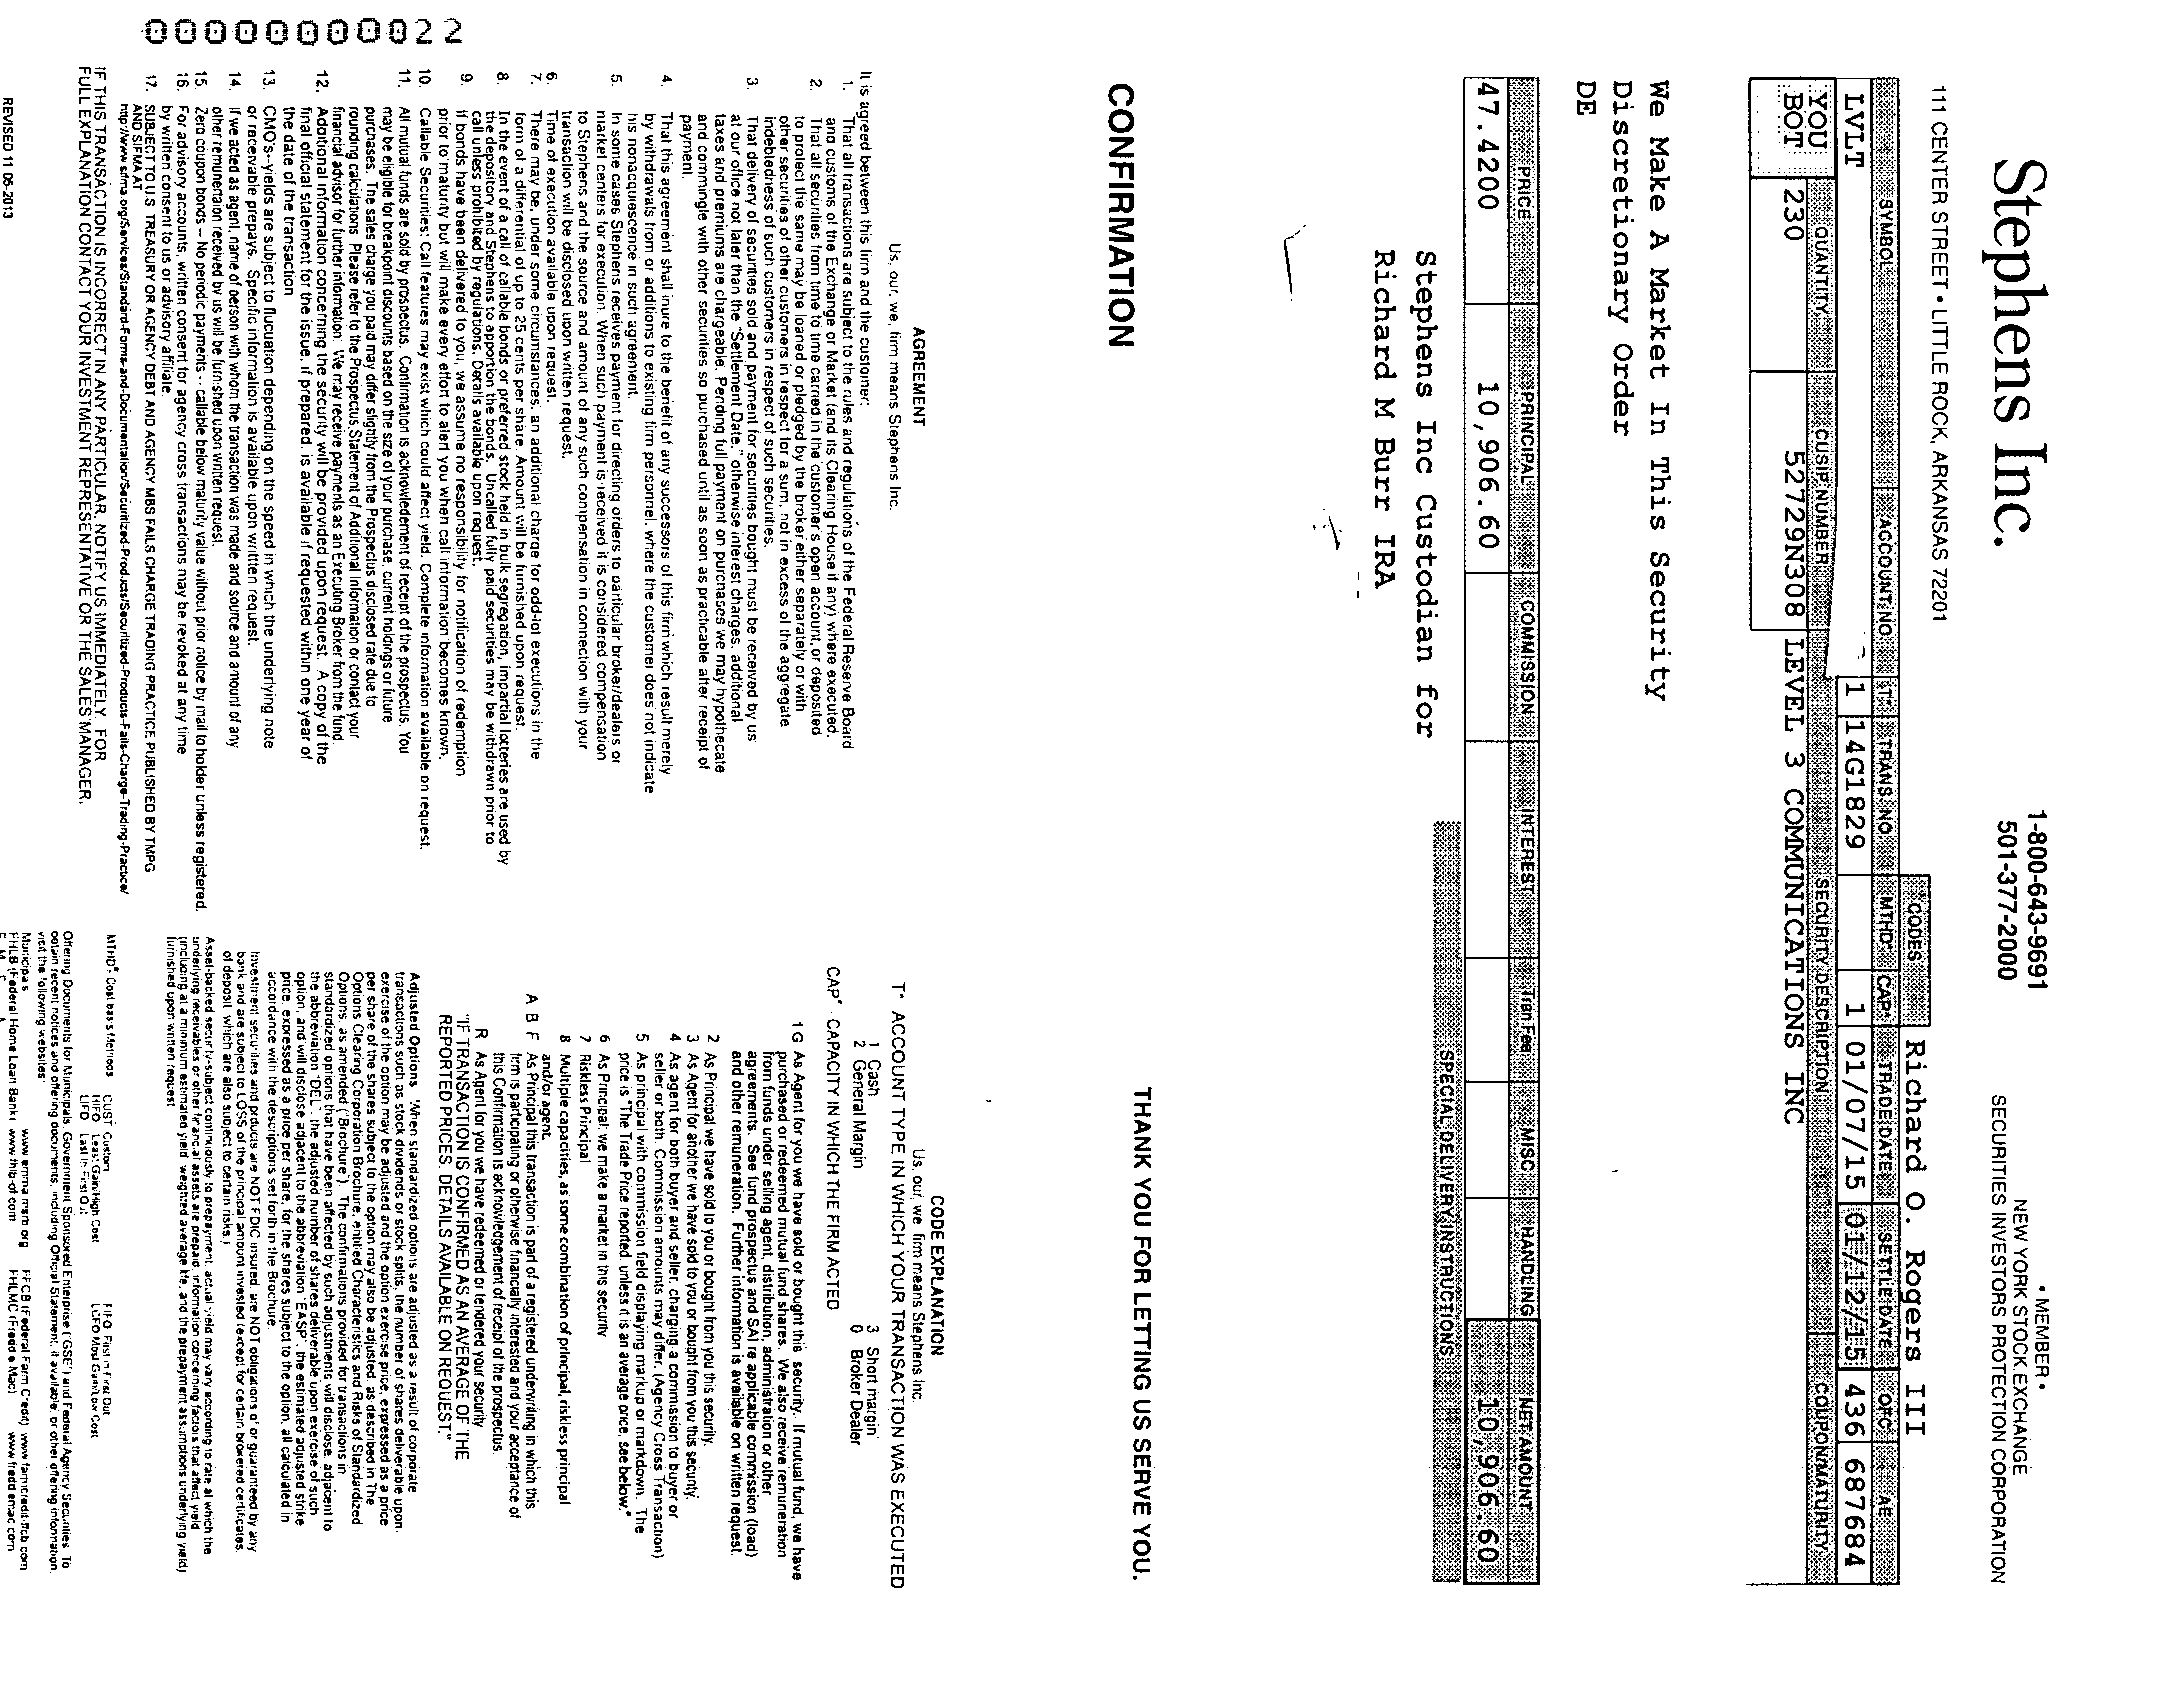 Stephens Inc.
1-800-643-9691
501-377-2000
• MEMBER •
NEW YORK STOCK EXCHANGE
SECURITIES INVESTORS PROTECTION CORPORATION
111 CENTER STREET • LITTLE ROCK, ARKANSAS 72201
CODES
Richard O. Rogers III
SYMBOL ACCOUNT NO T* TRANS NO MTHD* CAP* TRADE DATE SETTLE DATE OFC AE
LVLT 1 14G1829 1 01/07/15 01/12/15 436 687684
YOU BOT QUANTITY CUSIP NUMBER SECURITY DESCRIPTION COUPON/MATURITY
230 52729N308 LEVEL 3 COMMUNICATIONS INC
We Make A Market In This Security
Discretionary Order
DE
PRICE PRINCIPAL COMMISSION INTEREST Tran Fee MISC HANDLING NET AMOUNT
47.4200 10,906.60 10,906.60
SPECIAL DELIVERY INSTRUCTIONS
Stephens Inc Custodian for
Richard M Burr IRA
CONFIRMATION
THANK YOU FOR LETTING US SERVE YOU.
AGREEMENT
Us, our, we, firm means Stephens Inc.
It is agreed between this firm and the customer:
1. That all transactions are subject to the rules and regulations of the Federal Reserve Board
and customs of the Exchange or Market (and its Clearing House if any) where executed.
2. That all securities from time to time carried in the customer's open account, or deposited
to protect the same may be loaned or pledged by the broker either separately or with
other securities of other customers in respect for a sum, not in excess of the aggregate
indebtedness of such customers in respect of such securities.
3. That delivery of securities sold and payment for securities bought must be received by us
at our office not later than the "Settlement Date," otherwise interest charges, additional
taxes and premiums are chargeable. Pending full payment on purchases we may hypothecate
and commingle with other securities so purchased until as soon as practicable after receipt of
payment.
4. That this agreement shall inure to the benefit of any successors of this firm which result merely
by withdrawals from or additions to existing firm personnel, where the customer does not indicate
his nonacquiescence in such agreement.
5. In some cases Stephens receives payment for directing orders to particular broker/dealers or
market centers for execution. When such payment is received it is considered compensation
to Stephens and the source and amount of any such compensation in connection with your
transaction will be disclosed upon written request.
6. Time of execution available upon request.
7. There may be, under some circumstances, an additional charge for odd-lot executions in the
form of a differential of up to 25 cents per share. Amount will be furnished upon request.
8. In the event of a call of callable bonds or preferred stock held in bulk segregation, impartial lotteries are used by
the depository and Stephens to apportion the bonds. Uncalled fully paid securities may be withdrawn prior to
call unless prohibited by regulations. Details available upon request.
9. If bonds have been delivered to you, we assume no responsibility for notification of redemption
prior to maturity but will make every effort to alert you when call information becomes known.
10. Callable Securities: Call features may exist which could affect yield. Complete information available on request.
11. All mutual funds are sold by prospectus. Confirmation is acknowledement of receipt of the prospectus. You
may be eligible for breakpoint discounts based on the size of your purchase, current holdings or future
purchases. The sales charge you paid may differ slightly from the Prospectus disclosed rate due to
rounding calculations. Please refer to the Prospectus Statement of Additional Information or contact your
financial advisor for further information. We may receive payments as an Executing Broker from the fund
12. Additional information concerning the security will be provided upon request. A copy of the
final official statement for the issue, if prepared, is available if requested within one year of
the date of the transaction
13. CMO's--yields are subject to fluctuation depending on the speed in which the underlying note
or receivable prepays. Specific information is available upon written request.
14. If we acted as agent, name of person with whom the transaction was made and source and amount of any
other remuneration received by us will be furnished upon written request.
15. Zero coupon bonds -- No periodic payments -- callable below maturity value without prior notice by mail to holder unless registered.
16. For advisory accounts, written consent for agency cross transactions may be revoked at any time
by written consent to us or advisory affiliate.
17. SUBJECT TO U.S. TREASURY OR AGENCY DEBT AND AGENCY MBS FAILS CHARGE TRADING PRACTICE PUBLISHED BY TMPG
AND SIFMA AT
http://www.sifma.org/Services/Standard-Forms-and-Documentation/Securitized-Products/Securitized-Products-Fails-Charge-Trading-Practice/
IF THIS TRANSACTION IS INCORRECT IN ANY PARTICULAR, NOTIFY US IMMEDIATELY. FOR
FULL EXPLANATION CONTACT YOUR INVESTMENT REPRESENTATIVE OR THE SALES MANAGER.
REVISED 11 06-2013
CODE EXPLANATION
Us, our, we, firm means Stephens Inc.
T* ACCOUNT TYPE IN WHICH YOUR TRANSACTION WAS EXECUTED
1 Cash 3 Short margin
2 General Margin 0 Broker Dealer
CAP* - CAPACITY IN WHICH THE FIRM ACTED
1G As Agent for you we have sold or bought this security. If mutual fund, we have
purchased or redeemed mutual fund shares. We also receive remuneration
from funds under selling agent, distribution, administration or other
agreements. See fund prospectus and SAI re applicable commission (load)
and other remuneration. Further information is available on written request.
2 As Principal we have sold to you or bought from you this security.
3 As Agent for another we have sold to you or bought from you this security.
4 As agent for both buyer and seller, charging a commission to buyer or
seller or both. Commission amounts may differ. (Agency Cross Transaction)
5 As principal with commission field displaying markup or markdown. The
price is "The Trade Price reported, unless it is an average price, see below."
6 As Principal: we make a market in this security
7 Riskless Principal
8 Multiple capacities, as some combination of principal, riskless principal
and/or agent.
A B F As Principal this transaction is part of a registered underwriting in which this
firm is participating or otherwise financially interested and your acceptance of
this Confirmation is acknowledgement of receipt of the prospectus.
R As Agent for you we have redeemed or tendered your security
"IF TRANSACTION IS CONFIRMED AS AN AVERAGE OF THE
REPORTED PRICES, DETAILS AVAILABLE ON REQUEST."
Adjusted Options: When standardized options are adjusted as a result of corporate
transactions such as stock dividends or stock splits, the number of shares deliverable upon
exercise of the option may be adjusted and the option exercise price, expressed as a price
per share of the shares subject to the option may also be adjusted, as described in The
Options Clearing Corporation Brochure, entitled Characteristics and Risks of Standardized
Options, as amended ("Brochure"). The confirmations provided for transactions in
standardized options that have been affected by such adjustments will disclose, adjacent to
the abbreviation "DEL", the adjusted number of shares deliverable upon exercise of such
option, and will disclose adjacent to the abbreviation "EASP", the estimated adjusted strike
price, expressed as a price per share, for the shares subject to the option, all calculated in
accordance with the descriptions set forth in the Brochure.
Investment securities and products are NOT FDIC insured, are NOT obligations of or guaranteed by any
bank and are subject to LOSS of the principal amount invested (except for certain brokered certificates
of deposit, which are also subject to certain risks.)
Asset-backed security-subject continuously to prepayment, actual yield may vary according to rate at which the
underlying receivables or other financial assets are prepaid. Information concerning factors that affect yield
(including at a minimum estimated yield, weighted average life, and the prepayment assumptions underlying yield)
furnished upon written request
MTHD* Cost basis Methods CUST Custom FIFO First in First Out
HIFO Least Gain/High Cost LCFO Most Gain/Low Cost
LIFO Last In First Out
Offering Documents for Municipals, Government Sponsored Enterprise ("GSE") and Federal Agency Securities. To
obtain recent notices and offering documents, including Official Statement, if available, or other offering information
visit the following websites:
Municipals www.emma.msrb.org FFCB (Federal Farm Credit) www.farmcredit-ffcb.com
FHLB (Federal Home Loan Bank) www.fhlb-of.com FHLMC (Freddie Mac) www.freddiemac.com
00000000022